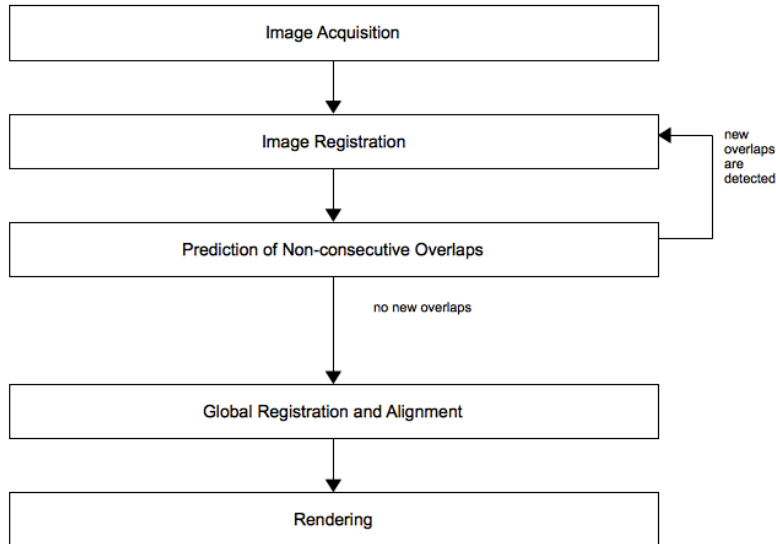 Image Acquisition
Image Registration
new
overlaps
are
detected
Prediction of Non-consecutive Overlaps
no new overlaps
Global Registration and Alignment
Rendering